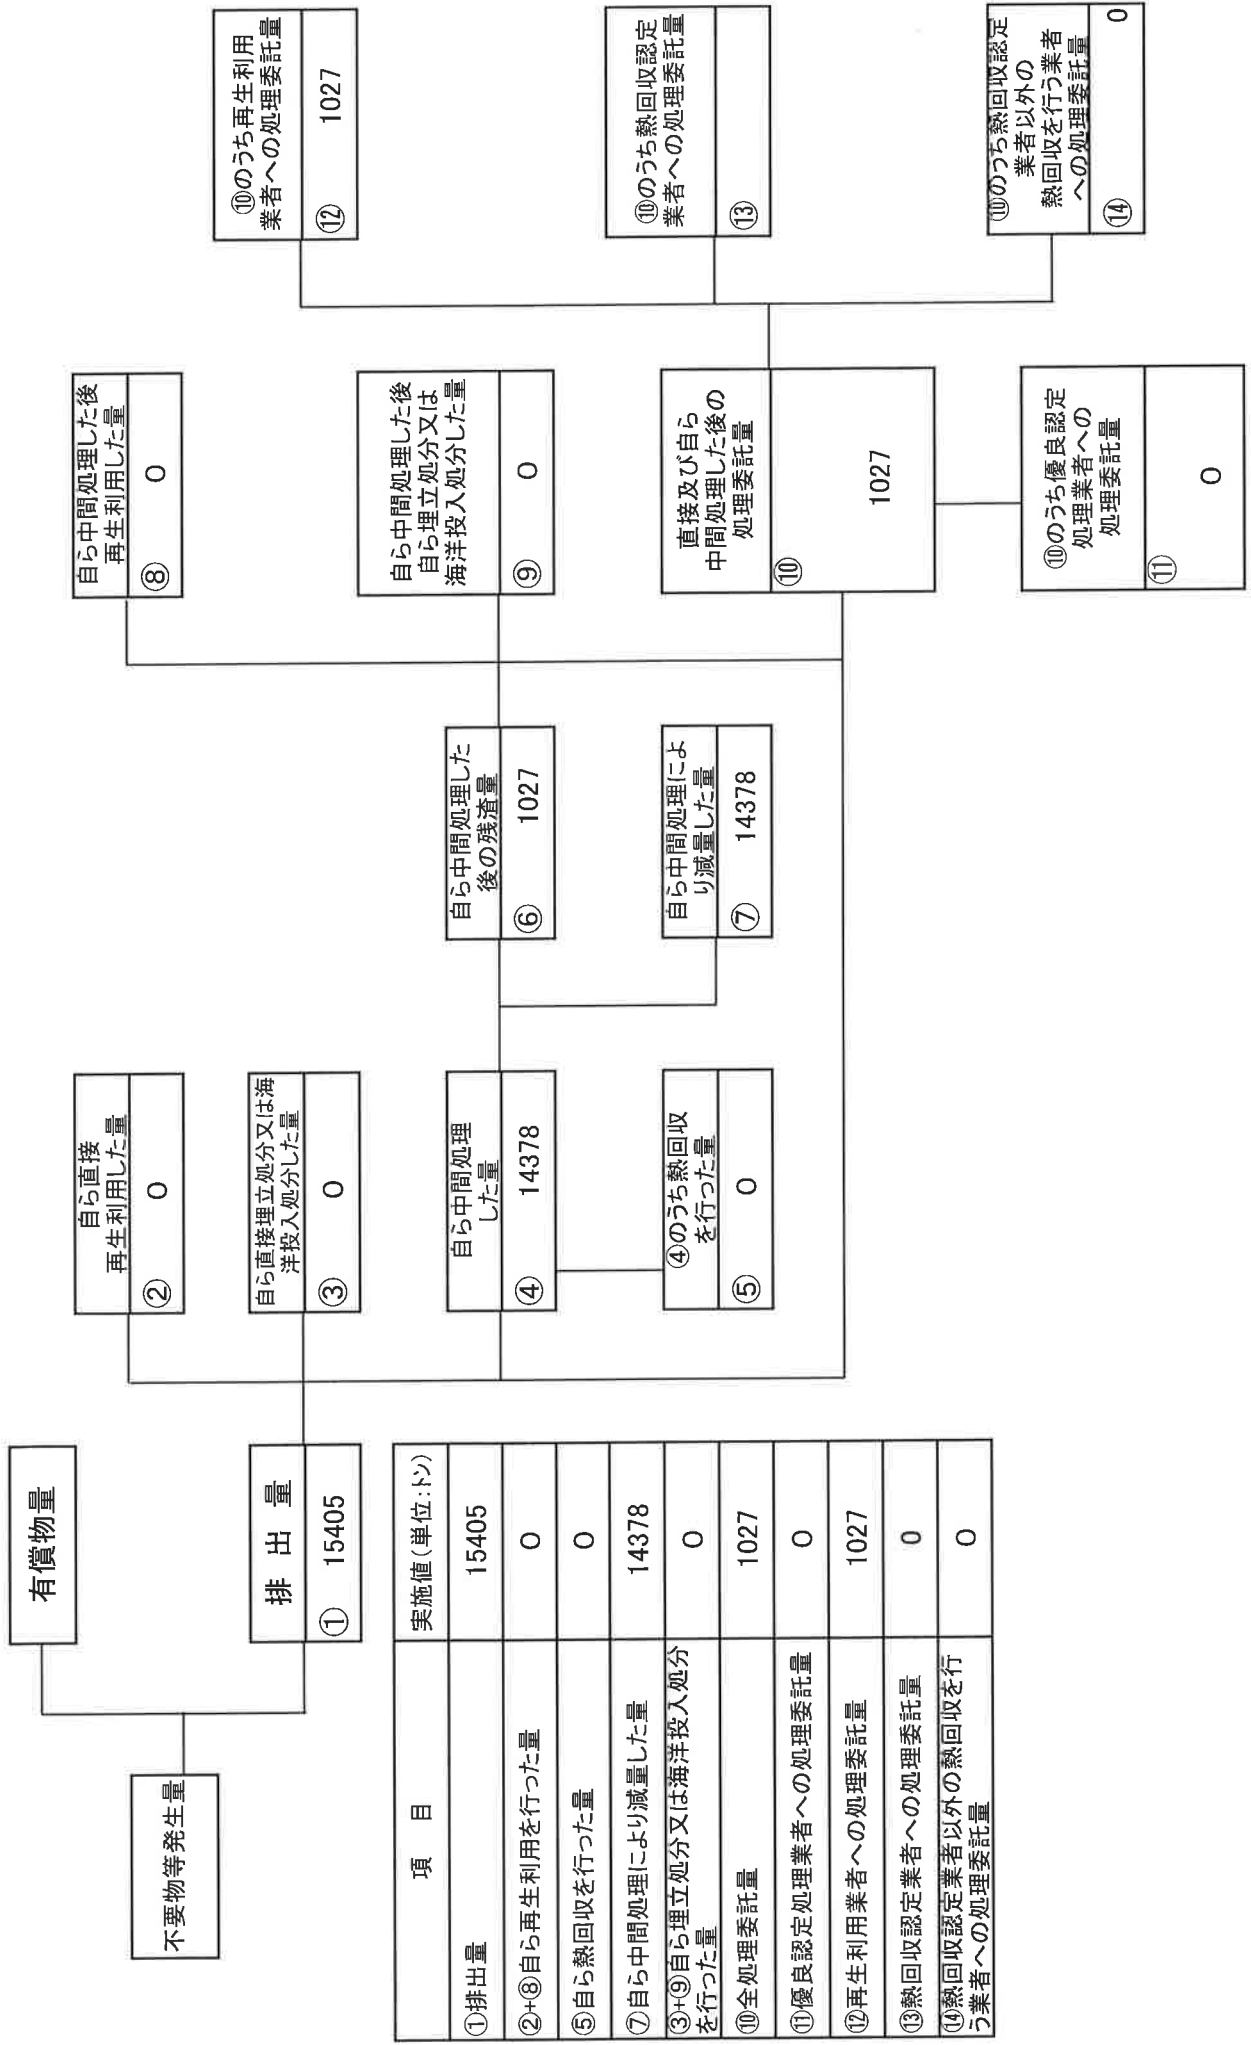 不要物等発生量
有償物量
排 出 量
① 15405
自ら直接
再生利用した量
② 0
自ら直接埋立処分又は海
洋投入処分した量
③ 0
自ら中間処理
した量
④ 14378
④のうち熱回収
を行った量
⑤ 0
自ら中間処理した
後の残渣量
⑥ 1027
自ら中間処理によ
り減量した量
⑦ 14378
自ら中間処理した後
再生利用した量
⑧ 0
自ら中間処理した後
自ら埋立処分又は
海洋投入処分した量
⑨ 0
直接及び自ら
中間処理した後の
処理委託量
⑩
1027
⑩のうち優良認定
処理業者への
処理委託量
⑪
0
⑩のうち再生利用
業者への処理委託量
⑫ 1027
⑩のうち熱回収認定
業者への処理委託量
⑬
⑩のうち熱回収認定
業者以外の
熱回収を行う業者
への処理委託量
⑭ 0
項 目 実施値(単位:トン)
①排出量 15405
②+⑧自ら再生利用を行った量 0
⑤自ら熱回収を行った量 0
⑦自ら中間処理により減量した量 14378
③+⑨自ら埋立処分又は海洋投入処分
を行った量 0
⑩全処理委託量 1027
⑪優良認定処理業者への処理委託量 0
⑫再生利用業者への処理委託量 1027
⑬熱回収認定業者への処理委託量 0
⑭熱回収認定業者以外の熱回収を行
う業者への処理委託量 0